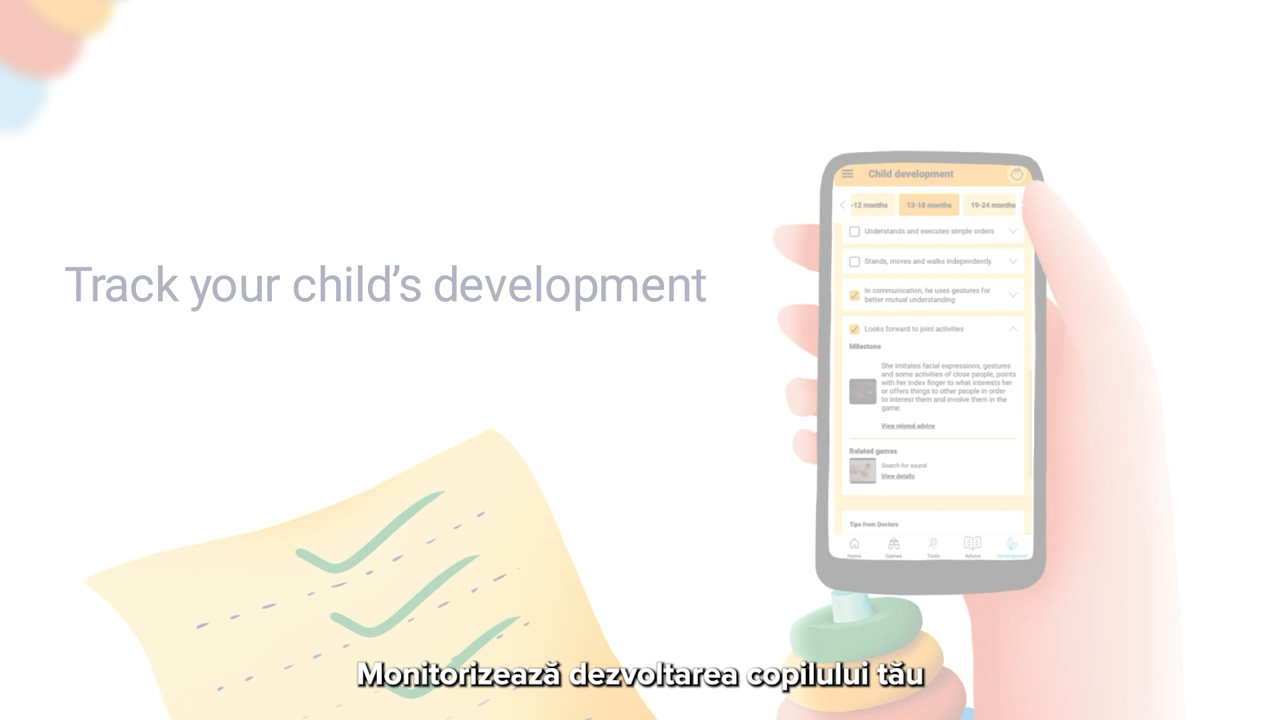 Track your child's development
Child development
-12 months
13-18 months
19-24 months
Understands and executes simple orders
Stands, moves and walks independently.
In communication, he uses gestures for
better mutual understanding
Looks forward to joint activities
Milestone
She imitates facial expressions, gestures
and some activities of close people; points
with her index finger to what interests her
or offers things to other people in order
to interest them and involve them in the
game.
View related advice
Related games
Search for sound
View details
Tips from Doctors
Home
Games
Tools
Advice
Development
Monitorizează dezvoltarea copilului tău